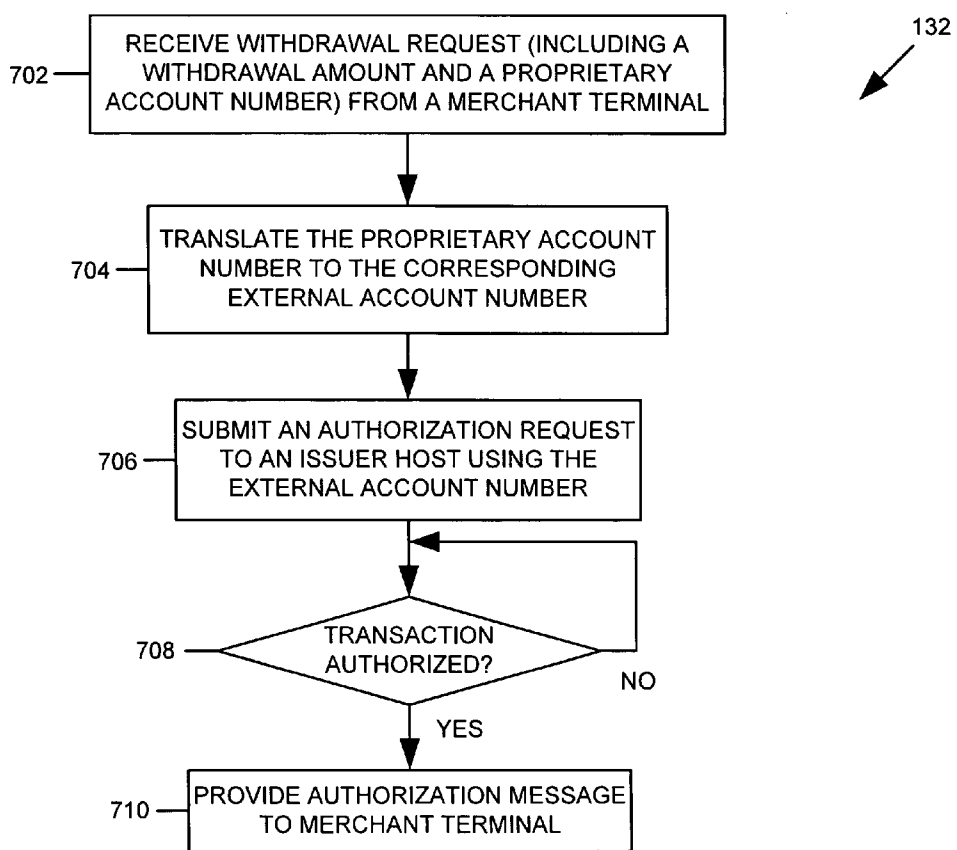 132
RECEIVE WITHDRAWAL REQUEST (INCLUDING A
702
WITHDRAWAL AMOUNT AND A PROPRIETARY
ACCOUNT NUMBER) FROM A MERCHANT TERMINAL
TRANSLATE THE PROPRIETARY ACCOUNT
704
NUMBER TO THE CORRESPONDING
EXTERNAL ACCOUNT NUMBER
SUBMIT AN AUTHORIZATION REQUEST
706
TO AN ISSUER HOST USING THE
EXTERNAL ACCOUNT NUMBER
708
TRANSACTION
AUTHORIZED?
NO
YES
710
PROVIDE AUTHORIZATION MESSAGE
TO MERCHANT TERMINAL